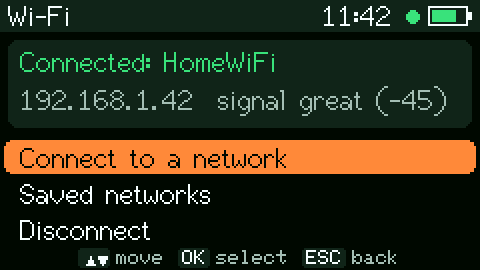 Wi-Fi 11:42
Connected: HomeWiFi
192.168.1.42 signal great (-45)
Connect to a network
Saved networks
Disconnect
▲▼ move OK select ESC back